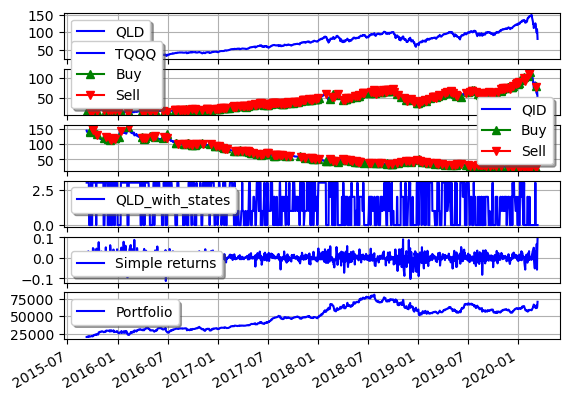 150
100
50
QLD
TQQQ
Buy
Sell
100
50
QID
Buy
Sell
150
100
50
2.5
0.0
QLD_with_states
0.1
0.0
−0.1
Simple returns
75000
50000
25000
Portfolio
2015-07
2016-01
2016-07
2017-01
2017-07
2018-01
2018-07
2019-01
2019-07
2020-01